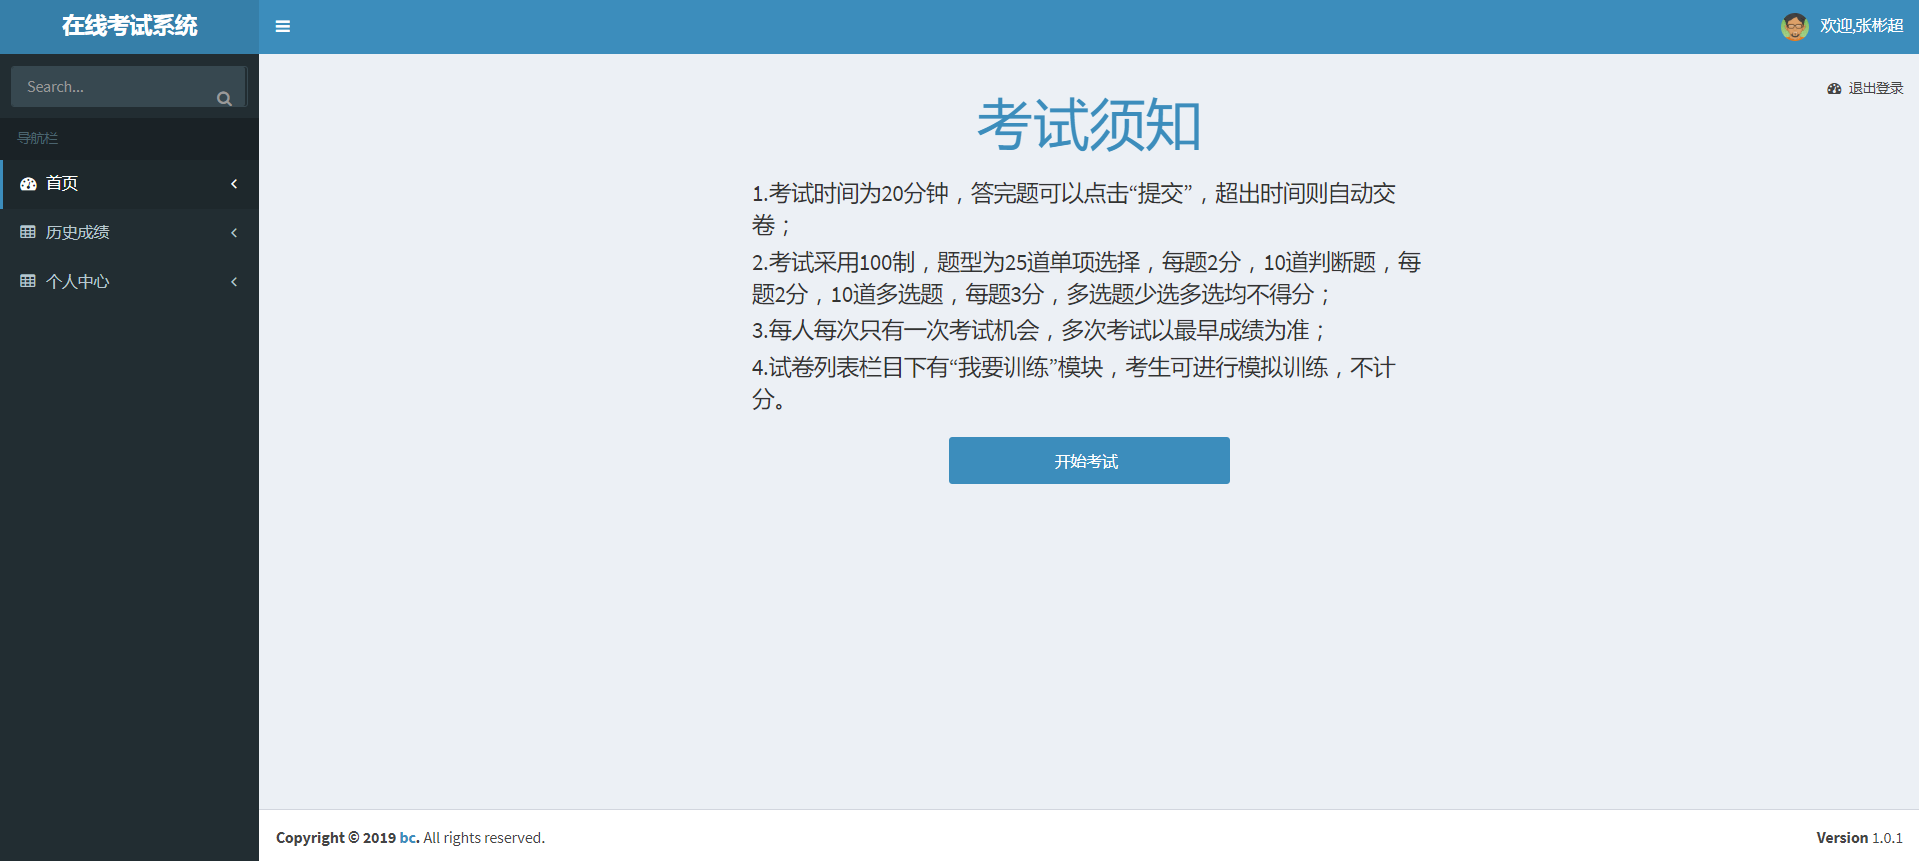 在线考试系统
欢迎,张彬超
Search...
退出登录
导航栏
首页
历史成绩
个人中心
考试须知
1.考试时间为20分钟，答完题可以点击“提交”，超出时间则自动交
卷；
2.考试采用100制，题型为25道单项选择，每题2分，10道判断题，每
题2分，10道多选题，每题3分，多选题少选多选均不得分；
3.每人每次只有一次考试机会，多次考试以最早成绩为准；
4.试卷列表栏目下有“我要训练”模块，考生可进行模拟训练，不计
分。
开始考试
Copyright © 2019 bc. All rights reserved.
Version 1.0.1